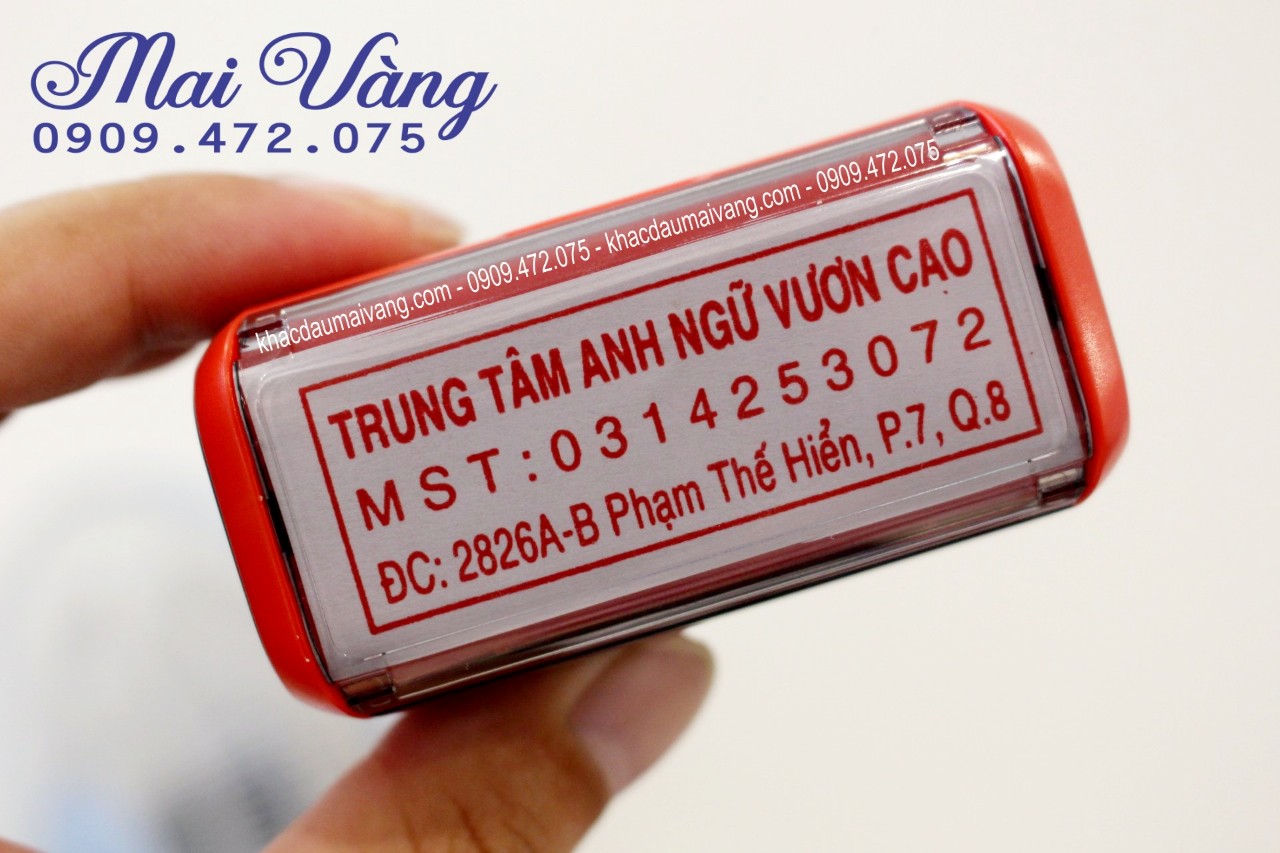 Mai Vàng
0909.472.075
khacdaumaivang.com - 0909.472.075 - khacdaumaivang.com - 0909.472.075
TRUNG TÂM ANH NGỮ VƯƠN CAO
MST: 0314253072
ĐC: 2826A-B Phạm Thế Hiển, P.7, Q.8